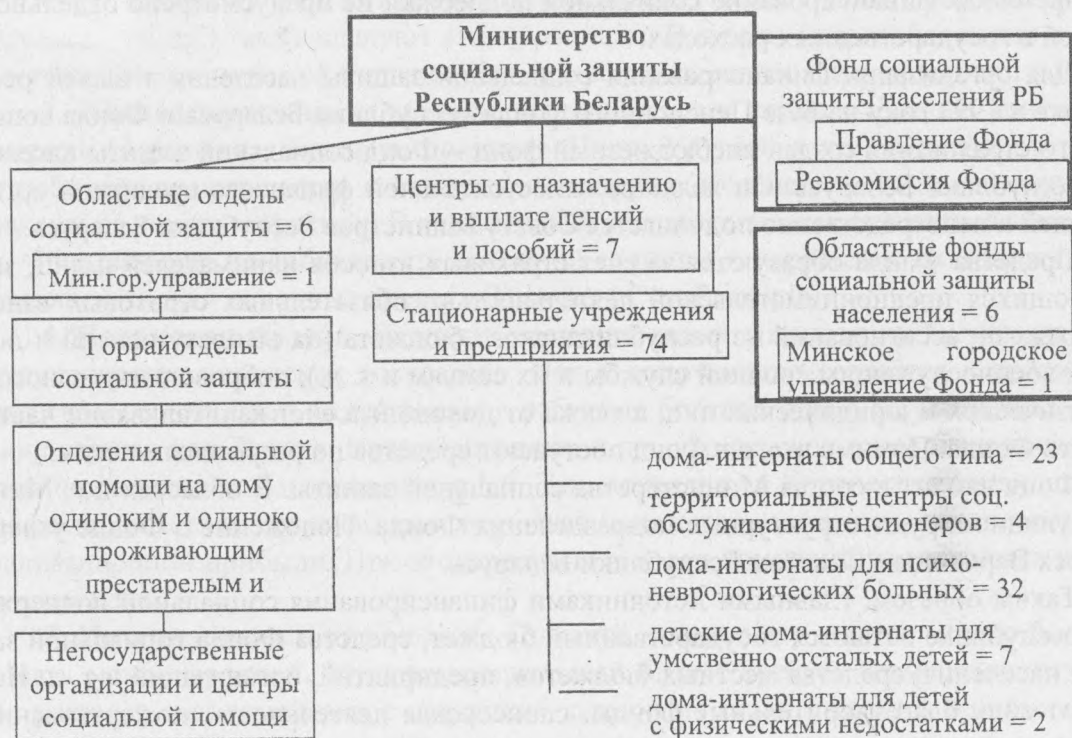 Министерство
социальной защиты
Республики Беларусь
Фонд социальной
защиты населения РБ
Правление Фонда
Ревкомиссия Фонда
Областные отделы
социальной защиты = 6
Мин.гор.управление = 1
Центры по назначению
и выплате пенсий
и пособий = 7
Областные фонды
социальной защиты
населения = 6
Минское городское
управление Фонда = 1
Горрайотделы
социальной защиты
Стационарные учреждения
и предприятия = 74
Отделения социальной
помощи на дому
одиноким и одиноко
проживающим
престарелым и
Негосударственные
организации и центры
социальной помощи
дома-интернаты общего типа = 23
территориальные центры соц.
обслуживания пенсионеров = 4
дома-интернаты для психо-
неврологических больных = 32
детские дома-интернаты для
умственно отсталых детей = 7
дома-интернаты для детей
с физическими недостатками = 2